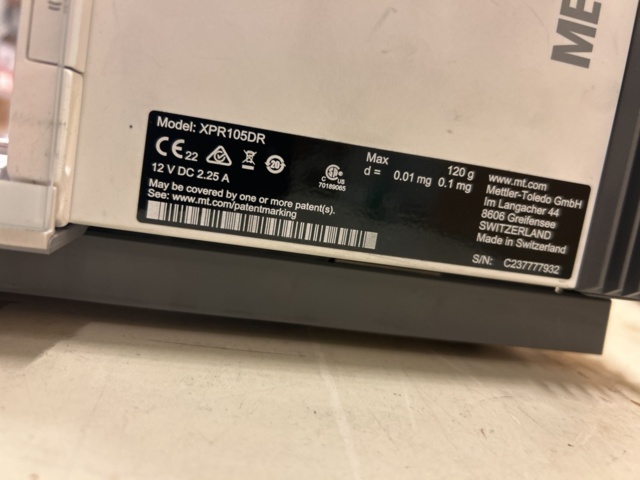 ME
Model: XPR105DR
CE 22
20
12 V DC 2.25 A
May be covered by one or more patent(s).
See: www.mt.com/patentmarking
US
70189065
Max 120 g
d = 0.01 mg 0.1 mg
www.mt.com
Mettler-Toledo GmbH
Im Langacher 44
8606 Greifensee
SWITZERLAND
Made in Switzerland
S/N: C237777932